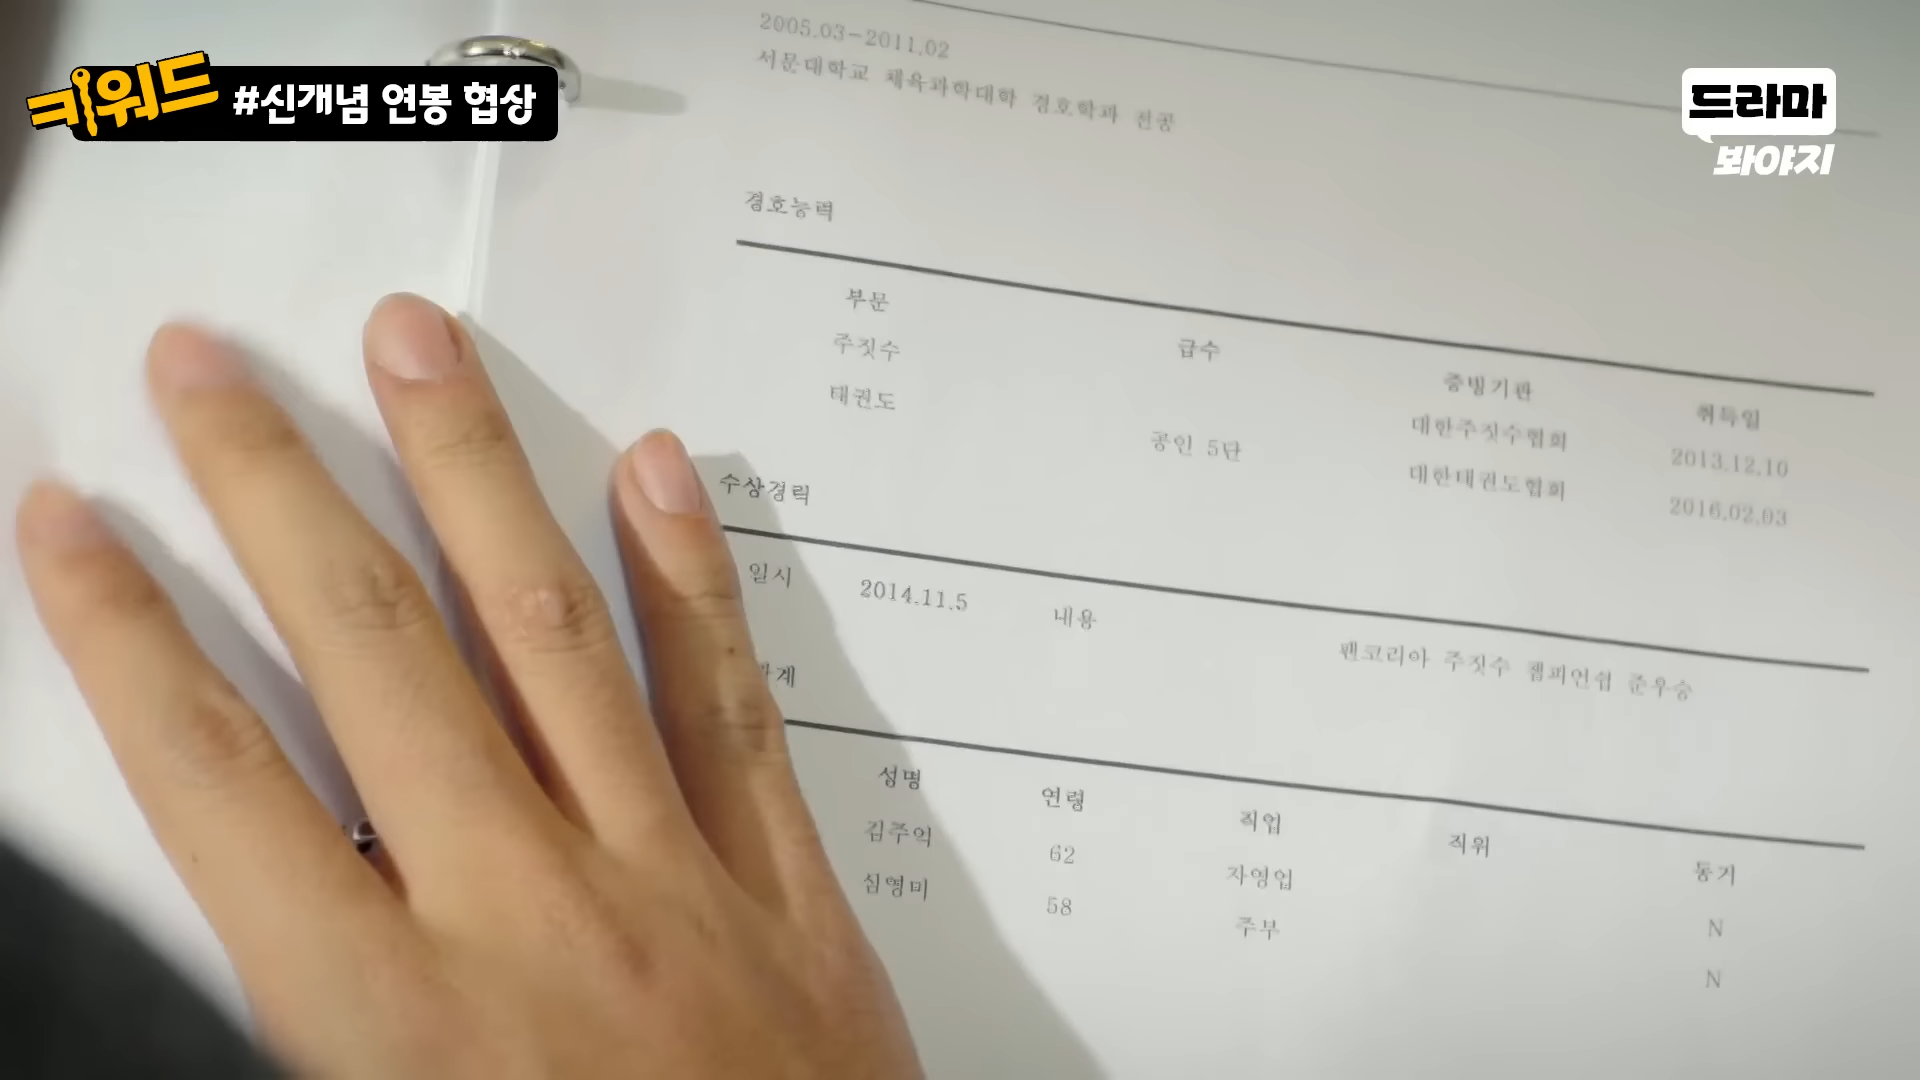 키워드 #신개념 연봉 협상
드라마
봐야지
2005.03-2011.02
서문대학교 체육과학대학 경호학과 전공
경호능력
부문 급수 증빙기관 취득일
주짓수 대한주짓수협회 2013.12.10
태권도 공인 5단 대한태권도협회 2016.02.03
수상경력
일시 2014.11.5 내용 팬코리아 주짓수 챔피언쉽 준우승
관계
성명 연령 직업 직위 동거
김주억 62 자영업 N
심영미 58 주부 N